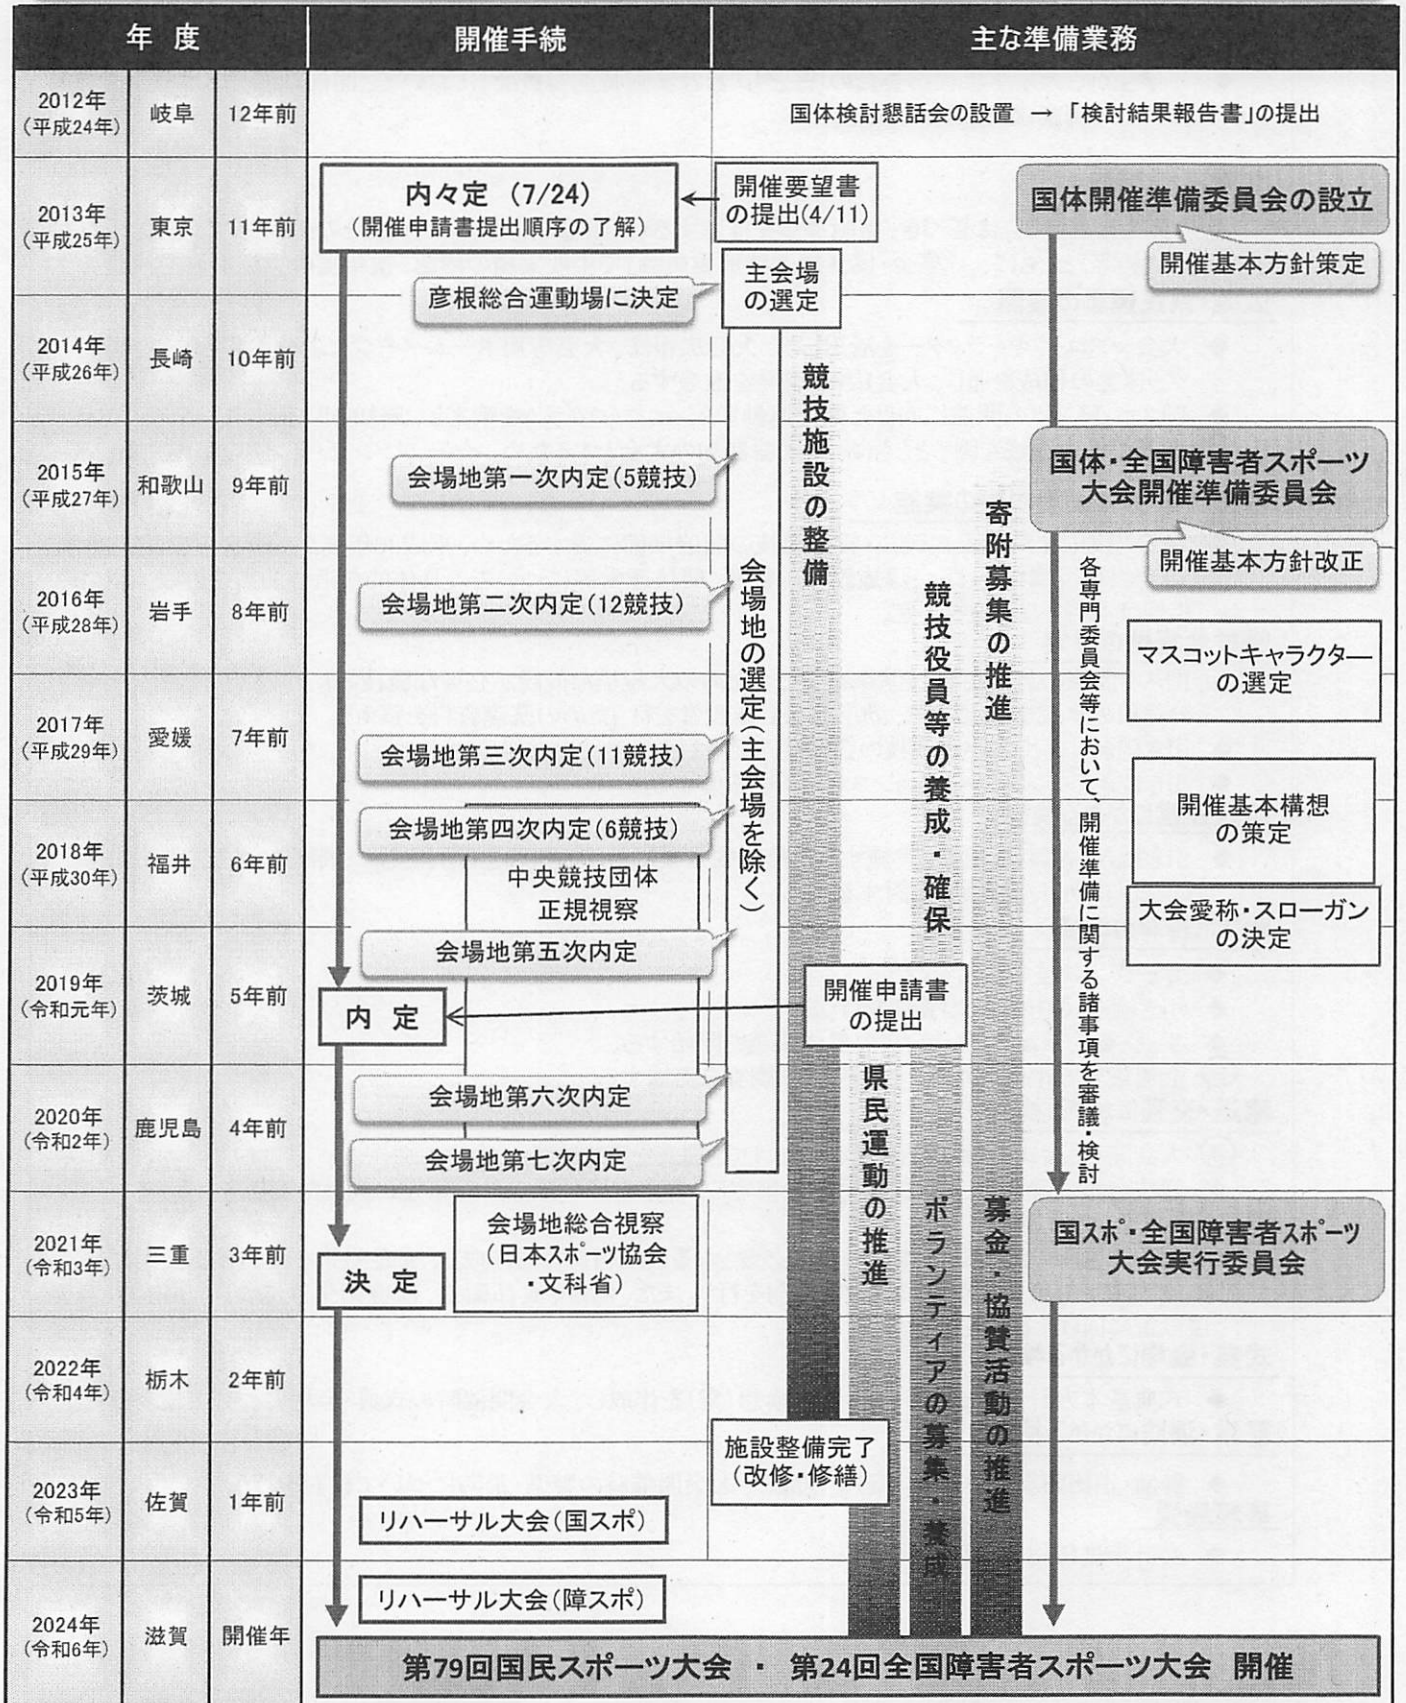 年 度
開催手続
主な準備業務
2012年
(平成24年)
岐阜
12年前
国体検討懇話会の設置 → 「検討結果報告書」の提出
2013年
(平成25年)
東京
11年前
内々定 (7/24)
(開催申請書提出順序の了解)
開催要望書
の提出(4/11)
国体開催準備委員会の設立
開催基本方針策定
主会場
の選定
彦根総合運動場に決定
2014年
(平成26年)
長崎
10年前
競技施設の整備
2015年
(平成27年)
和歌山
9年前
会場地第一次内定(5競技)
国体・全国障害者スポーツ
大会開催準備委員会
開催基本方針改正
寄附募集の推進
2016年
(平成28年)
岩手
8年前
会場地第二次内定(12競技)
会場地の選定(主会場を除く)
競技役員等の養成・確保
各専門委員会等において、開催準備に関する諸事項を審議・検討
マスコットキャラクター
の選定
2017年
(平成29年)
愛媛
7年前
会場地第三次内定(11競技)
開催基本構想
の策定
2018年
(平成30年)
福井
6年前
会場地第四次内定(6競技)
中央競技団体
正規視察
大会愛称・スローガン
の決定
会場地第五次内定
2019年
(令和元年)
茨城
5年前
内 定
開催申請書
の提出
県民運動の推進
2020年
(令和2年)
鹿児島
4年前
会場地第六次内定
会場地第七次内定
2021年
(令和3年)
三重
3年前
決 定
会場地総合視察
(日本スポーツ協会
・文科省)
ボランティアの募集・養成
募金・協賛活動の推進
国スポ・全国障害者スポーツ
大会実行委員会
2022年
(令和4年)
栃木
2年前
施設整備完了
(改修・修繕)
2023年
(令和5年)
佐賀
1年前
リハーサル大会(国スポ)
2024年
(令和6年)
滋賀
開催年
リハーサル大会(障スポ)
第79回国民スポーツ大会 ・ 第24回全国障害者スポーツ大会 開催